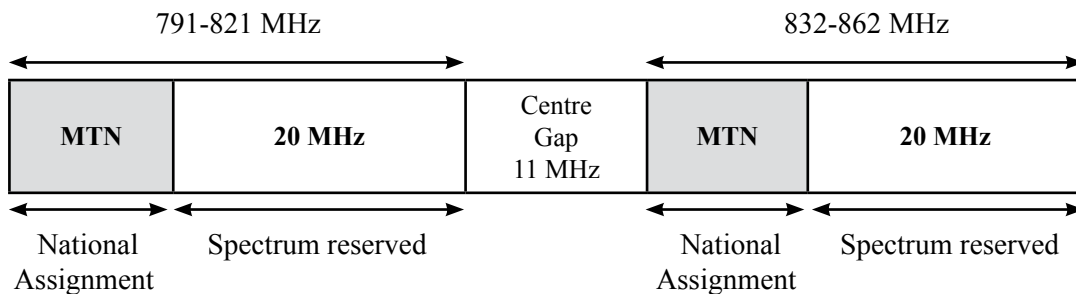 791-821 MHz 832-862 MHz
MTN 20 MHz Centre Gap 11 MHz MTN 20 MHz
National Assignment Spectrum reserved National Assignment Spectrum reserved